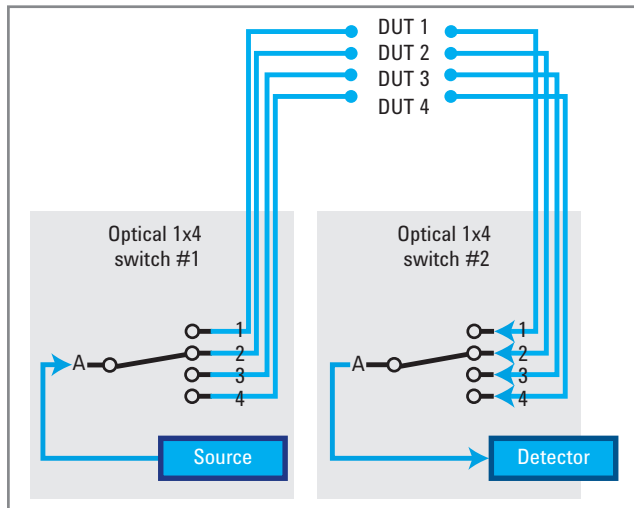 DUT 1
DUT 2
DUT 3
DUT 4
Optical 1x4
switch #1
A
1
2
3
4
Source
Optical 1x4
switch #2
A
1
2
3
4
Detector